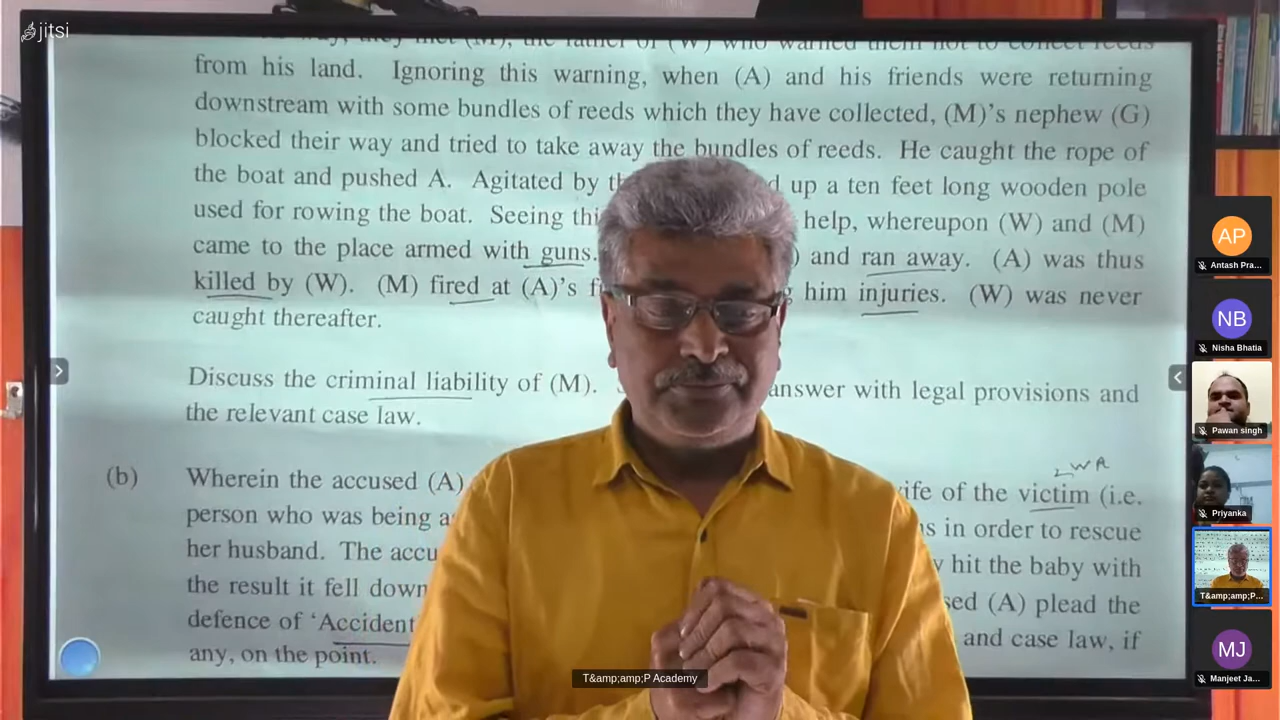 jitsi
from his land. Ignoring this warning, when (A) and his friends were returning
downstream with some bundles of reeds which they have collected, (M)'s nephew (G)
blocked their way and tried to take away the bundles of reeds. He caught the rope of
the boat and pushed A. Agitated by up a ten feet long wooden pole
used for rowing the boat. Seeing help, whereupon (W) and (M)
came to the place armed with guns. and ran away. (A) was thus
killed by (W). (M) fired at (A)'s him injuries. (W) was never
caught thereafter.
Discuss the criminal liability of (M). answer with legal provisions and
the relevant case law.
WA
(b) Wherein the accused (A) of the victim (i.e.
person who was being in order to rescue
her husband. The hit the baby with
the result it fell down (A) plead the
defence of 'Accident and case law, if
any, on the point.
T&amp;amp;P Academy
AP
Antash Pra...
NB
Nisha Bhatia
Pawan singh
Priyanka
T&amp;amp;P...
MJ
Manjeet Ja...